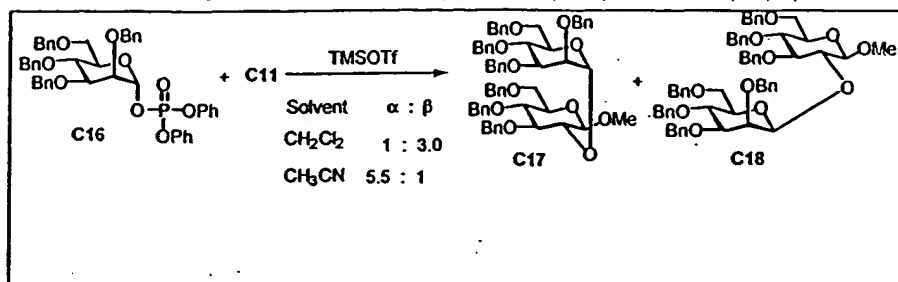 BnO OBn
BnO
BnO
O O
P
OPh
OPh
C16
+ C11
TMSOTf
Solvent α : β
CH₂Cl₂ 1 : 3.0
CH₃CN 5.5 : 1
BnO OBn
BnO
BnO
O
BnO
BnO
BnO
O
OMe
O
C17
+
BnO
BnO
BnO
O
OMe
O
BnO OBn
BnO
BnO
O
C18